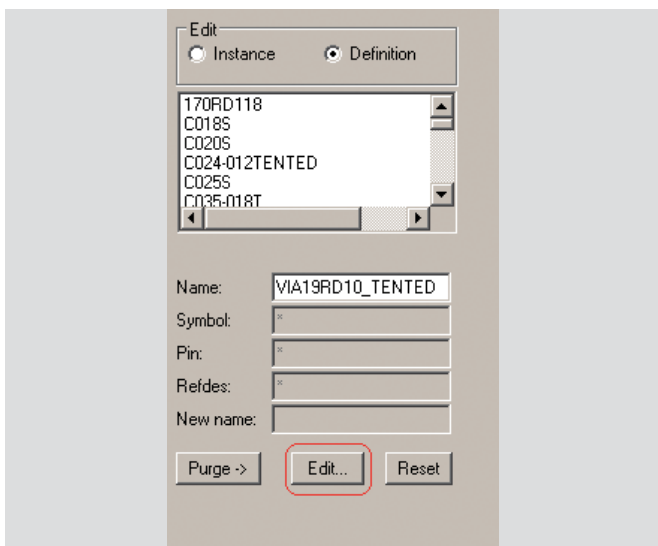 Edit
Instance Definition
170RD118
C018S
C020S
C024-012TENTED
C025S
C035-018T
Name: VIA19RD10_TENTED
Symbol: *
Pin: *
Refdes: *
New name:
Purge -> Edit... Reset